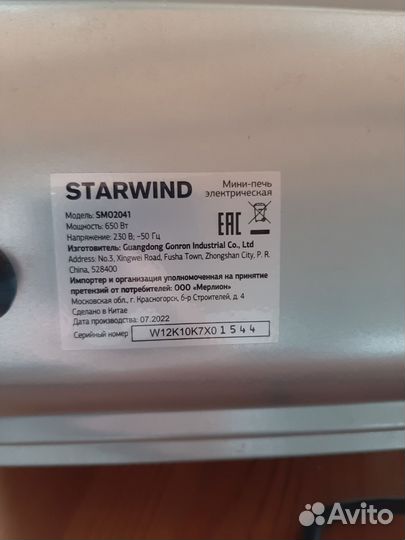 STARWIND
Мини-печь
электрическая
Модель: SMO2041
Мощность: 650 Вт
Напряжение: 230 В; ~50 Гц
Изготовитель: Guangdong Gonron Industrial Co., Ltd
Address: No.3, Xingwei Road, Fusha Town, Zhongshan City, P. R.
China, 528400
EAC
Импортер и организация уполномоченная на принятие
претензий от потребителей: ООО «Мерлион»
Московская обл., г. Красногорск, б-р Строителей, д. 4
Сделано в Китае
Дата производства: 07.2022
Серийный номер: W12K10K7X01544
Avito